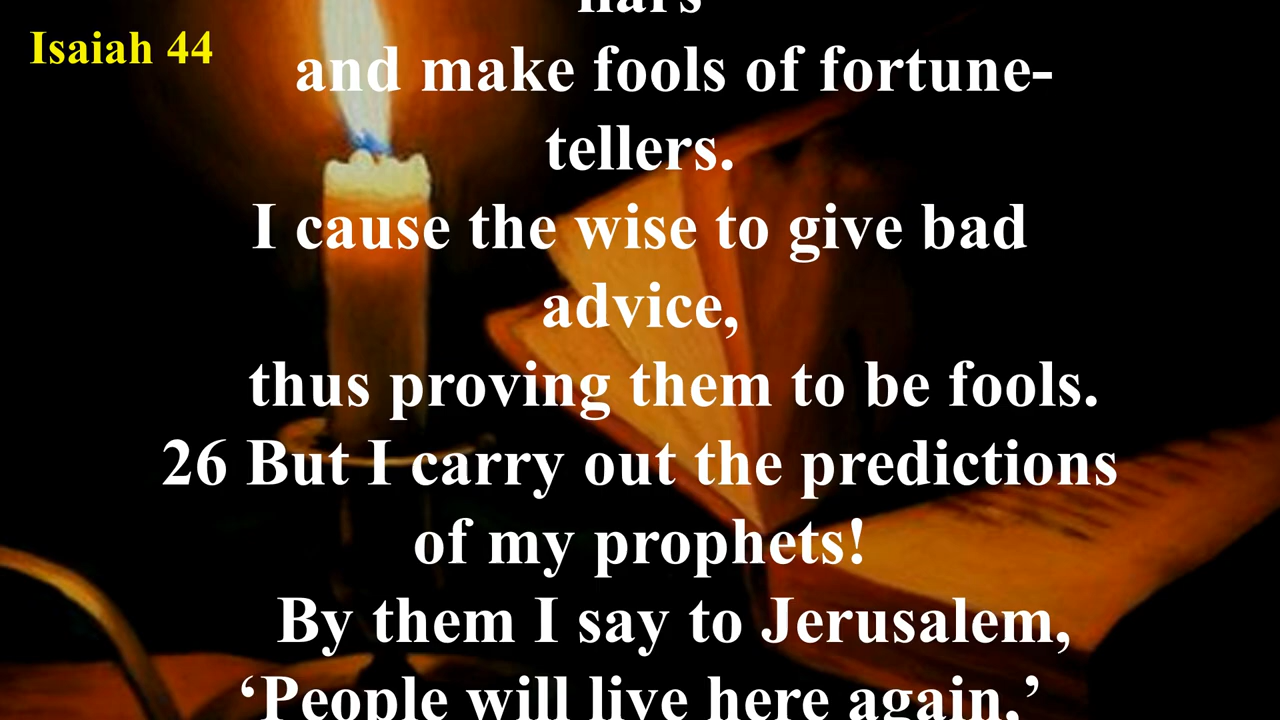 Isaiah 44
liars
and make fools of fortune-
tellers.
I cause the wise to give bad
advice,
thus proving them to be fools.
26 But I carry out the predictions
of my prophets!
By them I say to Jerusalem,
‘People will live here again,’